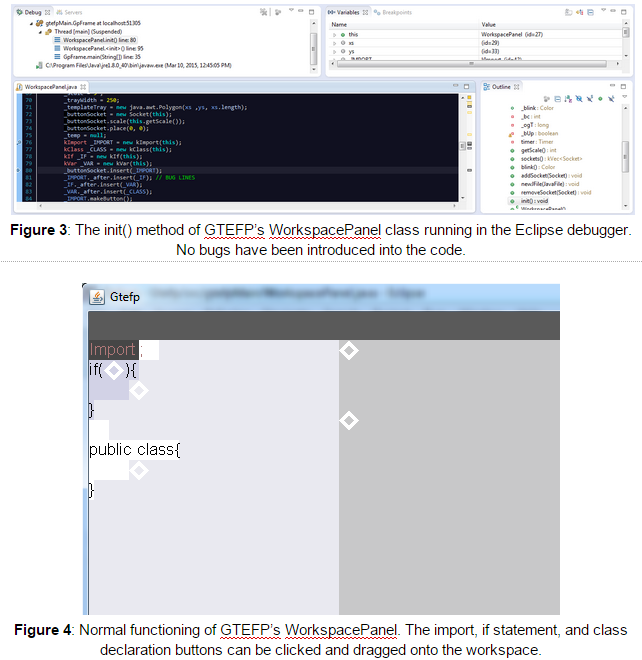 Debug Servers
gtefpMain.GpFrame at localhost:51305
Thread [main] (Suspended)
WorkspacePanel.init() line: 80
WorkspacePanel.<init>() line: 95
GpFrame.main(String[]) line: 35
C:\Program Files\Java\jre1.8.0_40\bin\javaw.exe (Mar 10, 2015, 12:45:05 PM)
Variables Breakpoints
Name Value
this WorkspacePanel (id=27)
xs (id=29)
ys (id=33)
WorkspacePanel.java
70
71 _trayWidth = 250;
72 _templateTray = new java.awt.Polygon(xs ,ys, xs.length);
73 _buttonSocket = new Socket(this);
74 _buttonSocket.scale(this.getScale());
75 _buttonSocket.place(0, 0);
_temp = null;
76 kImport _IMPORT = new kImport(this);
77 kClass _CLASS = new kClass(this);
78 kIf _IF = new kIf(this);
79 kVar _VAR = new kVar(this);
80 _buttonSocket.insert(_IMPORT);
81 _IMPORT._after.insert(_IF); // BUG LINES
82 _IF._after.insert(_VAR);
83 _VAR._after.insert(_CLASS);
84 _IMPORT.makeButton();
Outline
_blink : Color
_bc : int
_ogT : long
_bUp : boolean
timer : Timer
getScale() : int
sockets() : kVec<Socket>
blink() : Color
addSocket(Socket) : void
newJFile(JavaFile) : void
removeSocket(Socket) : void
init() : void
WorkspacePanel()
Figure 3: The init() method of GTEFP's WorkspacePanel class running in the Eclipse debugger.
No bugs have been introduced into the code.
Gtefp
Import ;
if( ){
}
public class{
}
Figure 4: Normal functioning of GTEFP's WorkspacePanel. The import, if statement, and class
declaration buttons can be clicked and dragged onto the workspace.